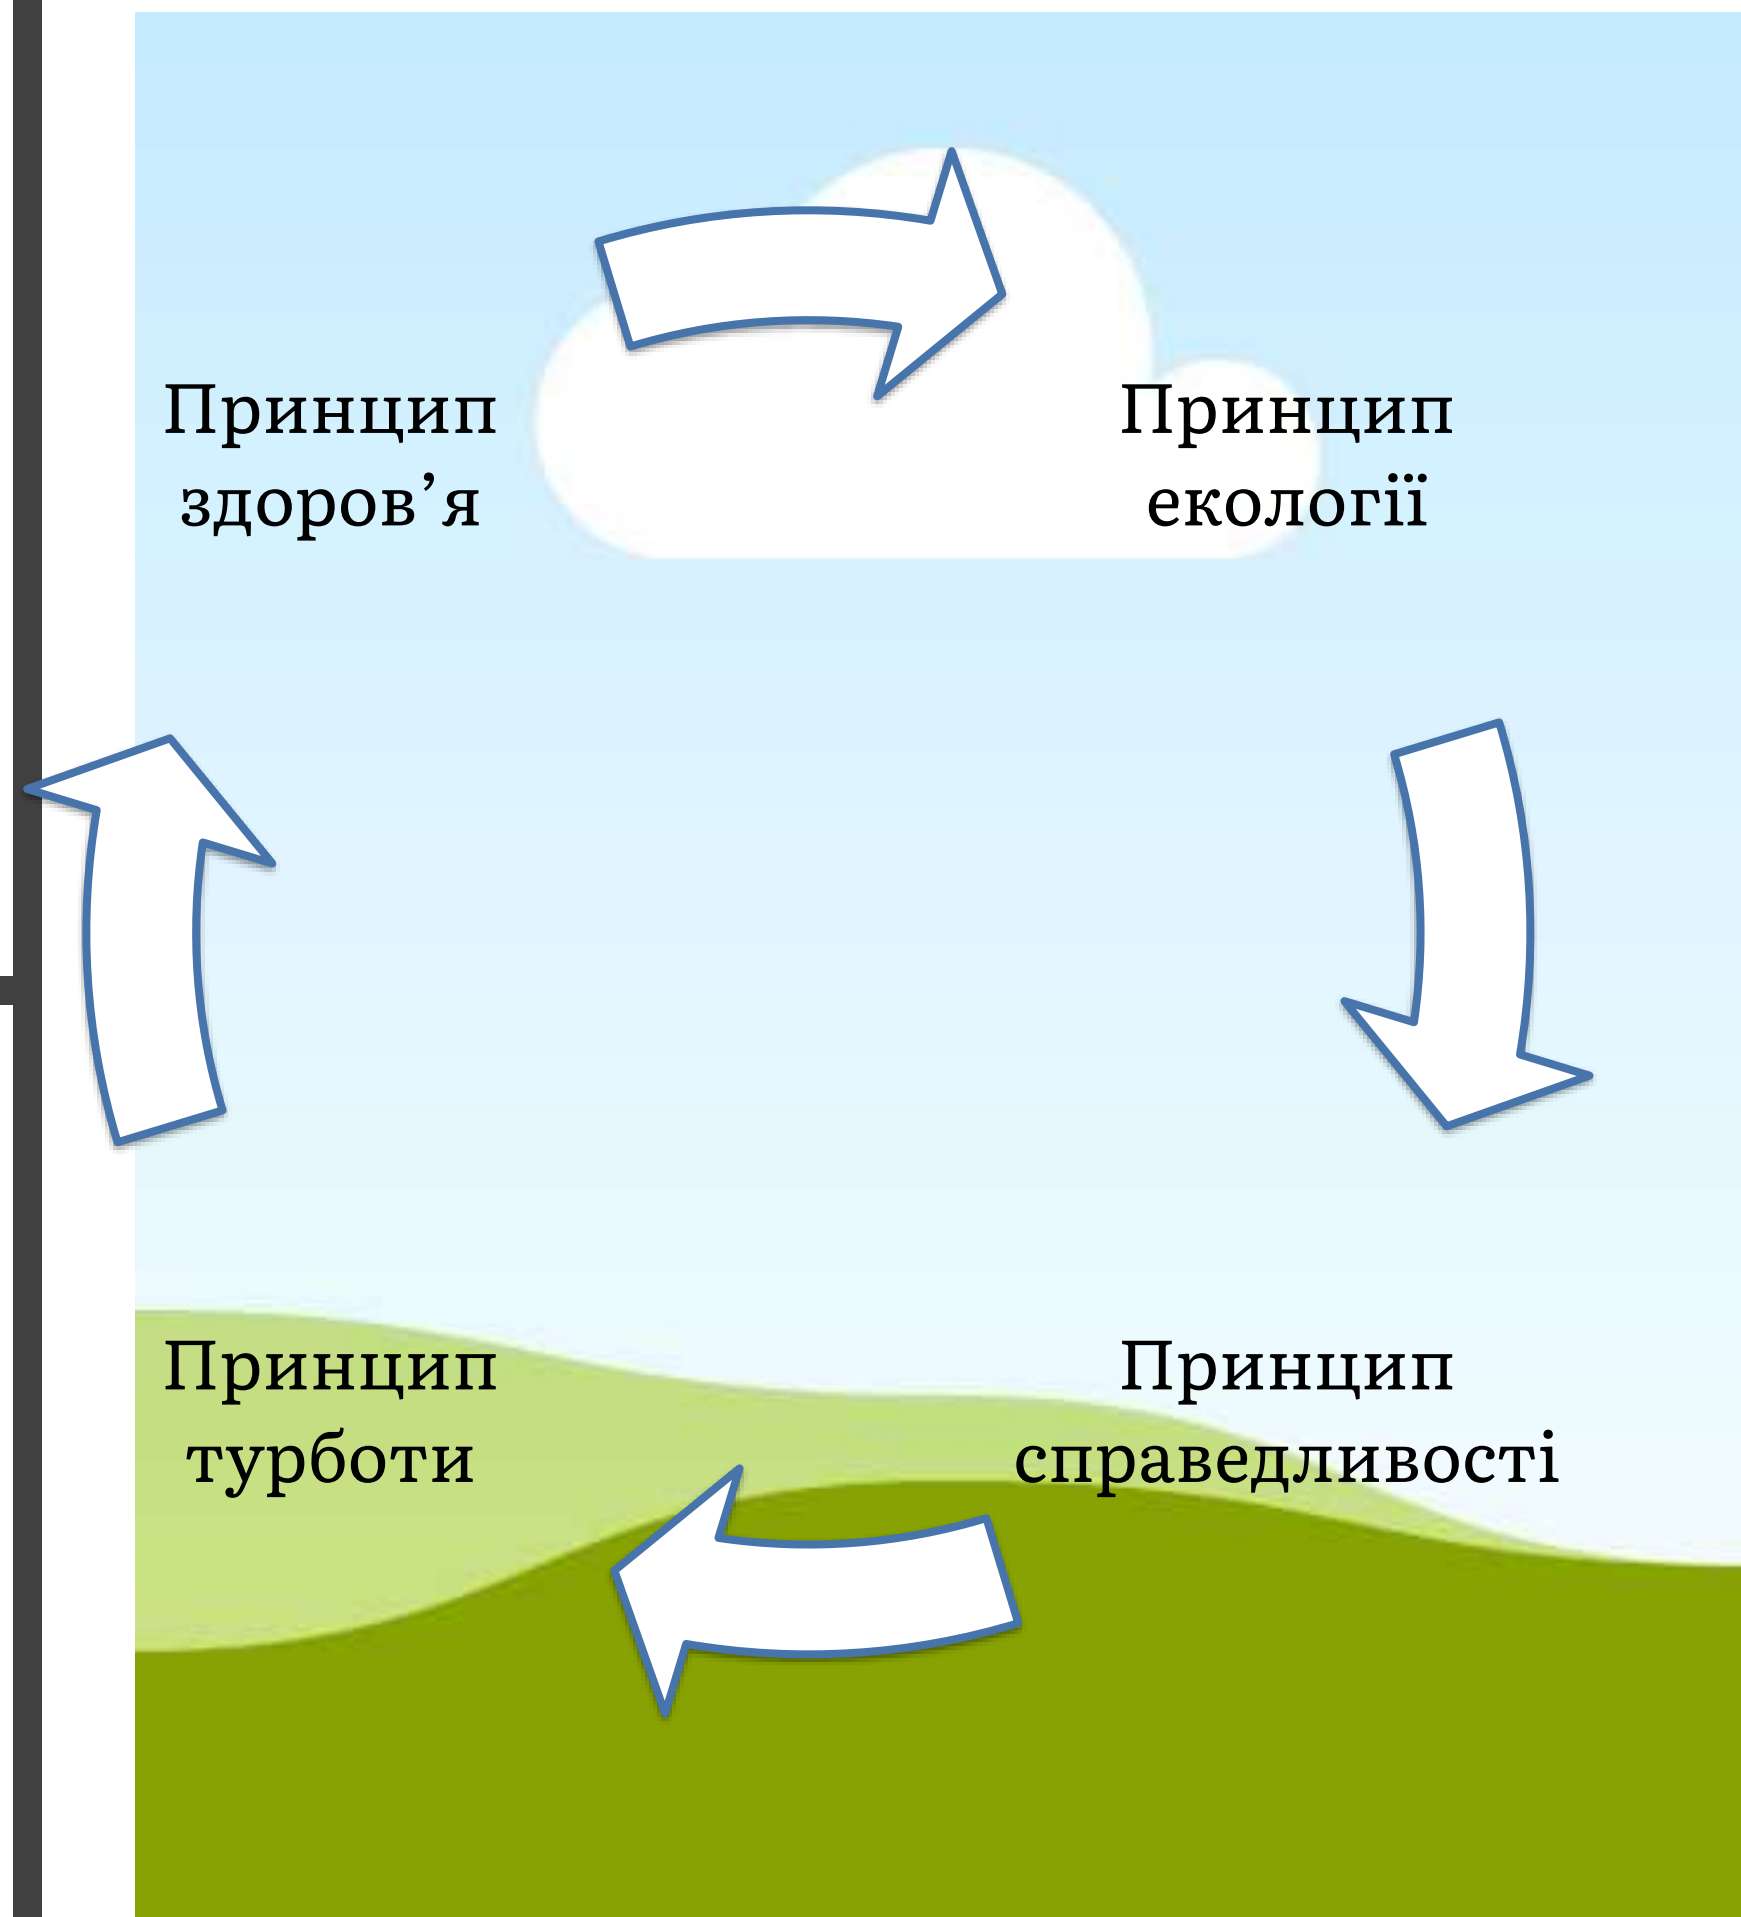 Принцип
здоров’я
Принцип
екології
Принцип
турботи
Принцип
справедливості